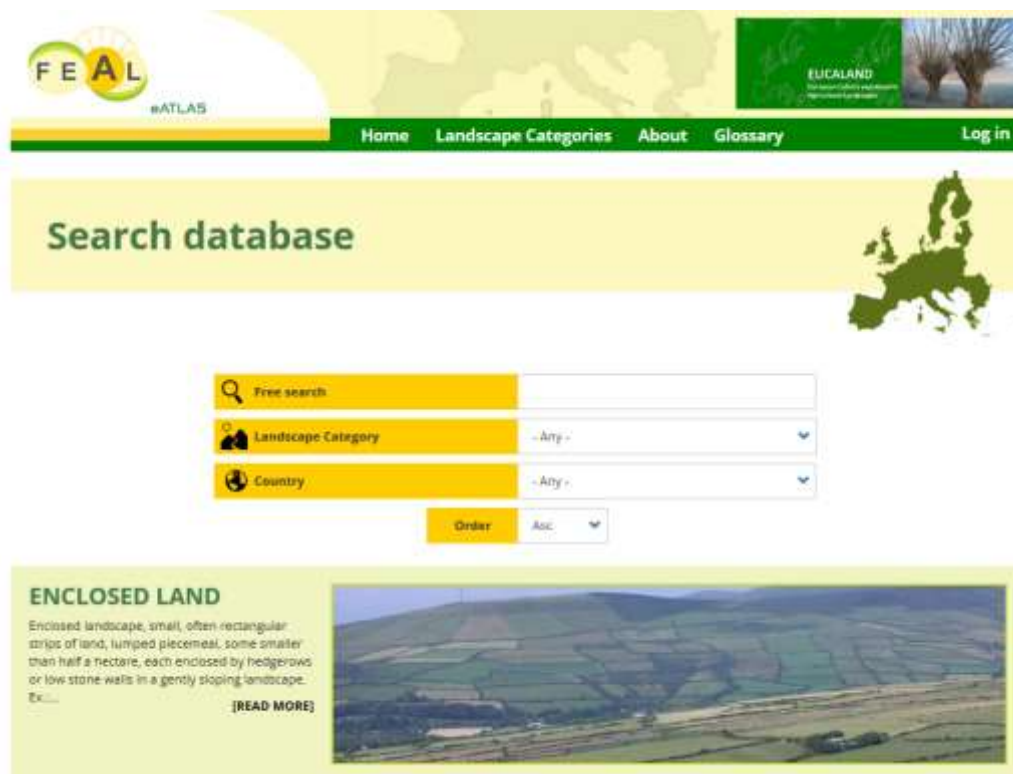 FEAL
eATLAS
EUCALAND
Home Landscape Categories About Glossary Log in
Search database
Free search
Landscape Category - Any -
Country - Any -
Order Asc
ENCLOSED LAND
Enclosed landscape, small, often rectangular
strips of land, lumped piecemeal, some smaller
than half a hectare, each enclosed by hedgerows
or low stone walls in a gently sloping landscape.
Ex....
[READ MORE]